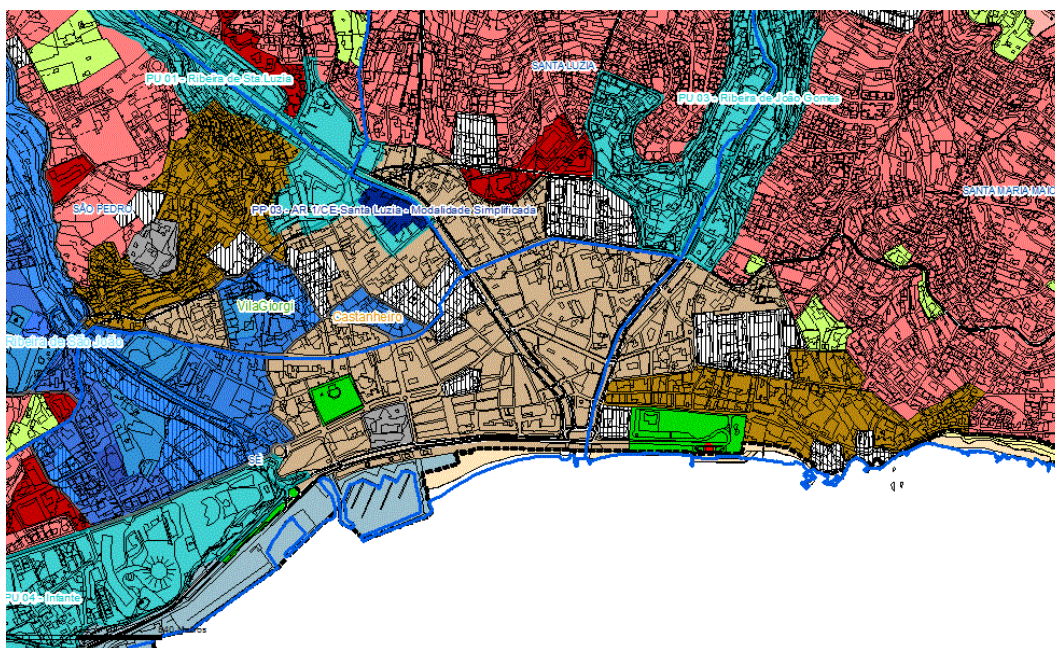 SANTA LUZIA
PU 01 - Ribeira de Sta.Luzia
PU 03 - Ribeira de João Gomes
SANTA MARIA MAIO
SÃO PEDRO
PP 03 - AR 1/CE-Santa Luzia - Modalidade Simplificada
VilaGiorgi
Castanheiro
Ribeira de São João
SÉ
PU 04 - Infante